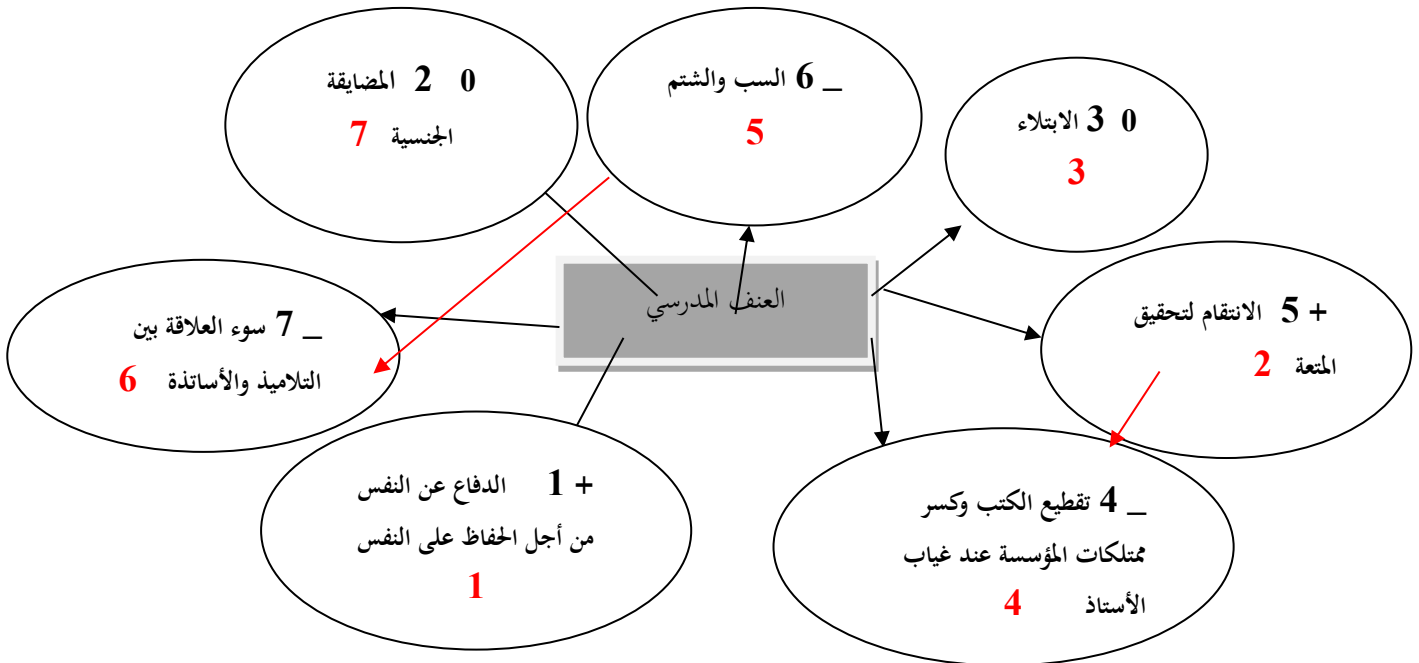 0 3 الابتلاء
3
_ 6 السب والشتم
5
0 2 المضايقة
الجنسية 7
العنف المدرسي
+ 5 الانتقام لتحقيق
المتعة 2
_ 7 سوء العلاقة بين
التلاميذ والأساتذة 6
_ 4 تقطيع الكتب وكسر
ممتلكات المؤسسة عند غياب
الأستاذ 4
+ 1 الدفاع عن النفس
من أجل الحفاظ على النفس
1